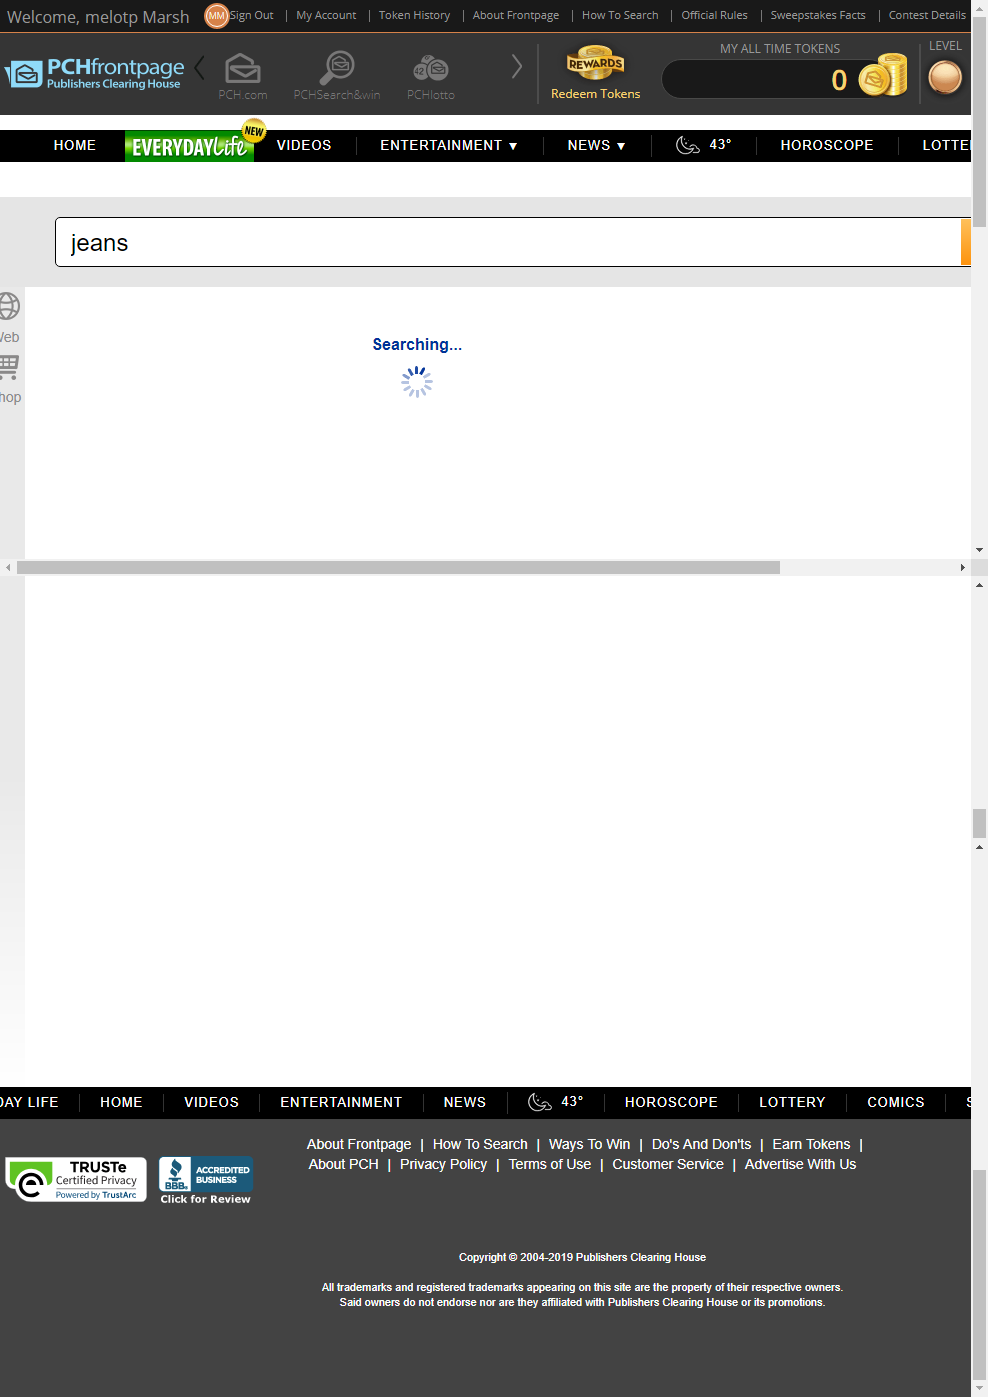 Welcome, melotp Marsh MM Sign Out | My Account | Token History | About Frontpage | How To Search | Official Rules | Sweepstakes Facts | Contest Details
PCHfrontpage
Publishers Clearing House
PCH.com
PCHSearch&win
42
PCHlotto
REWARDS
Redeem Tokens
MY ALL TIME TOKENS
0
LEVEL
HOME EVERYDAY Life NEW VIDEOS ENTERTAINMENT ▼ NEWS ▼ 43° HOROSCOPE LOTTE
jeans
Web
hop
Searching...
DAY LIFE HOME VIDEOS ENTERTAINMENT NEWS 43° HOROSCOPE LOTTERY COMICS S
About Frontpage | How To Search | Ways To Win | Do's And Don'ts | Earn Tokens |
About PCH | Privacy Policy | Terms of Use | Customer Service | Advertise With Us
TRUSTe
Certified Privacy
Powered by TrustArc
BBB.
ACCREDITED
BUSINESS
Click for Review
Copyright © 2004-2019 Publishers Clearing House
All trademarks and registered trademarks appearing on this site are the property of their respective owners.
Said owners do not endorse nor are they affiliated with Publishers Clearing House or its promotions.